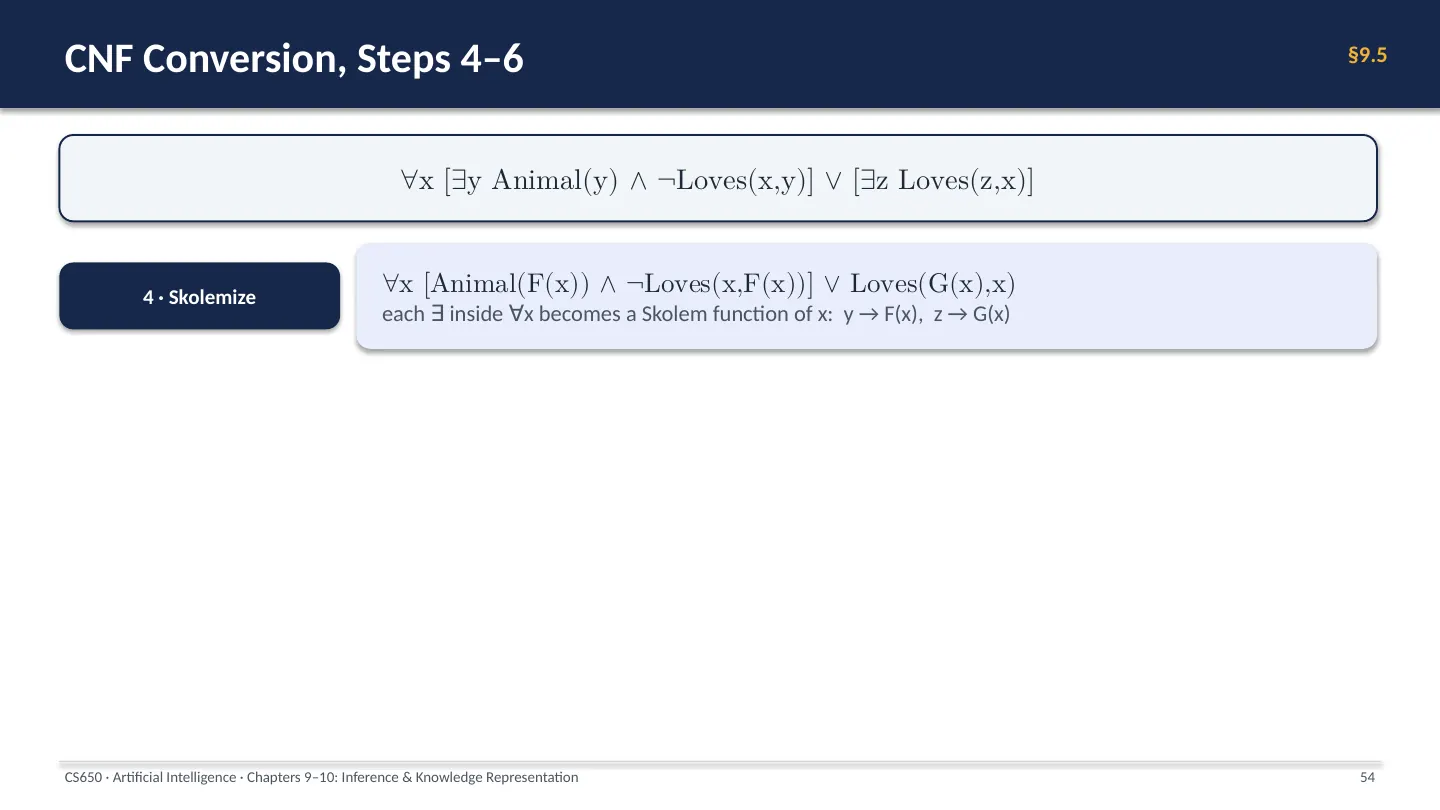 CNF Conversion, Steps 4–6
§9.5
∀x [∃y Animal(y) ∧ ¬Loves(x,y)] ∨ [∃z Loves(z,x)]
4 · Skolemize
∀x [Animal(F(x)) ∧ ¬Loves(x,F(x))] ∨ Loves(G(x),x)
each ∃ inside ∀x becomes a Skolem function of x: y → F(x), z → G(x)
CS650 · Artificial Intelligence · Chapters 9–10: Inference & Knowledge Representation
54